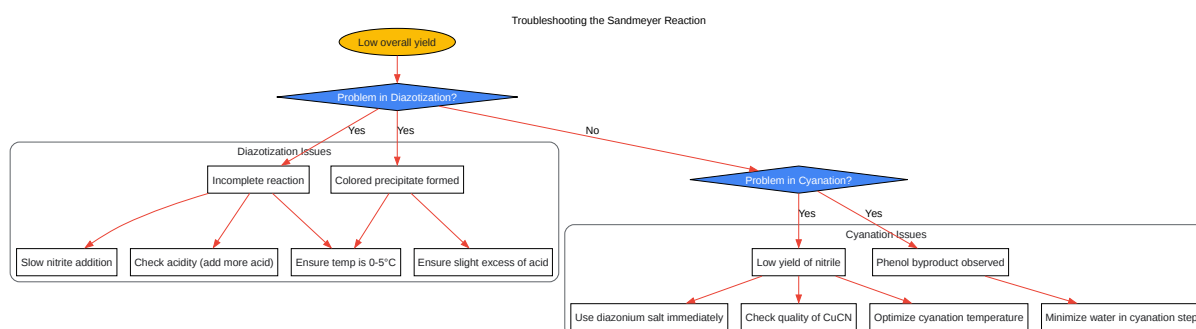 Troubleshooting the Sandmeyer Reaction
Low overall yield
Problem in Diazotization?
Yes
Yes
No
Diazotization Issues
Incomplete reaction
Colored precipitate formed
Problem in Cyanation?
Yes
Yes
Cyanation Issues
Slow nitrite addition
Check acidity (add more acid)
Ensure temp is 0-5°C
Ensure slight excess of acid
Low yield of nitrile
Phenol byproduct observed
Use diazonium salt immediately
Check quality of CuCN
Optimize cyanation temperature
Minimize water in cyanation step